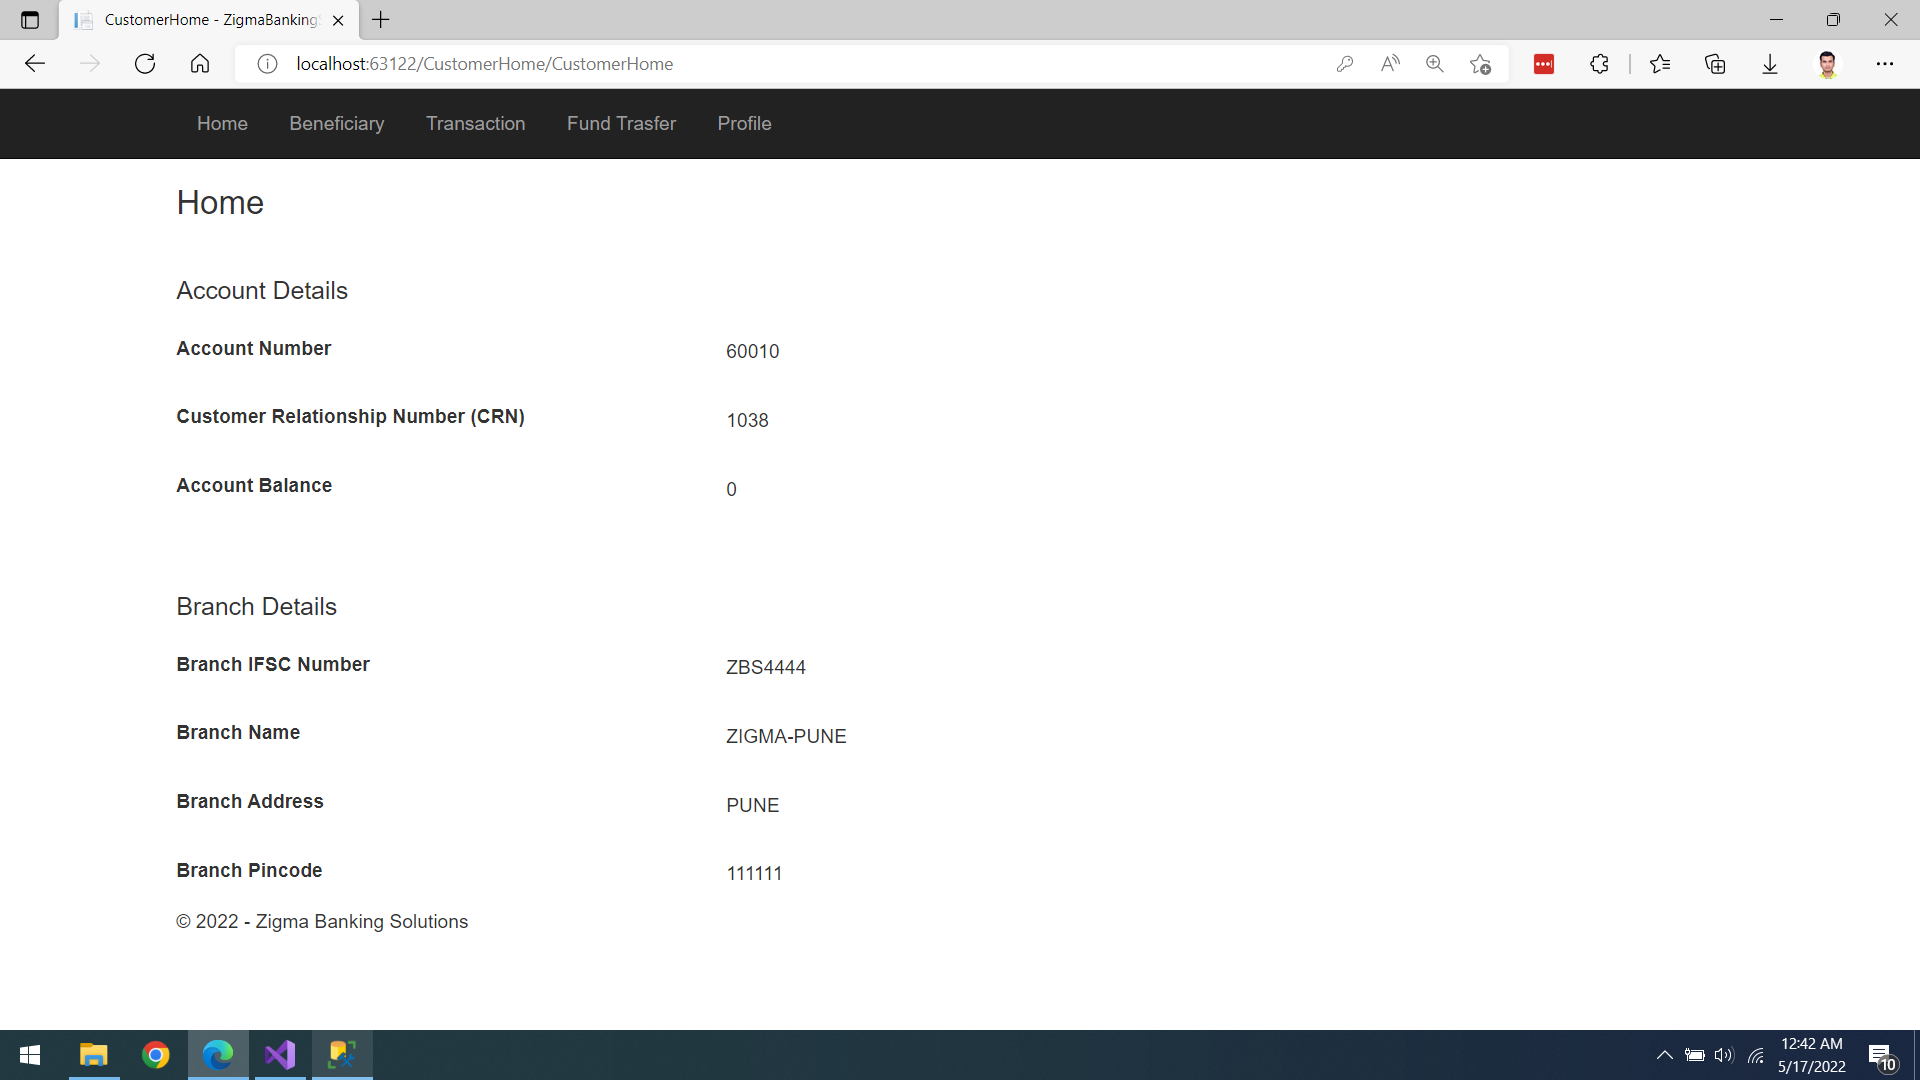 CustomerHome - ZigmaBanking
localhost:63122/CustomerHome/CustomerHome
Home Beneficiary Transaction Fund Trasfer Profile
Home
Account Details
Account Number 60010
Customer Relationship Number (CRN) 1038
Account Balance 0
Branch Details
Branch IFSC Number ZBS4444
Branch Name ZIGMA-PUNE
Branch Address PUNE
Branch Pincode 111111
© 2022 - Zigma Banking Solutions
12:42 AM
5/17/2022
10